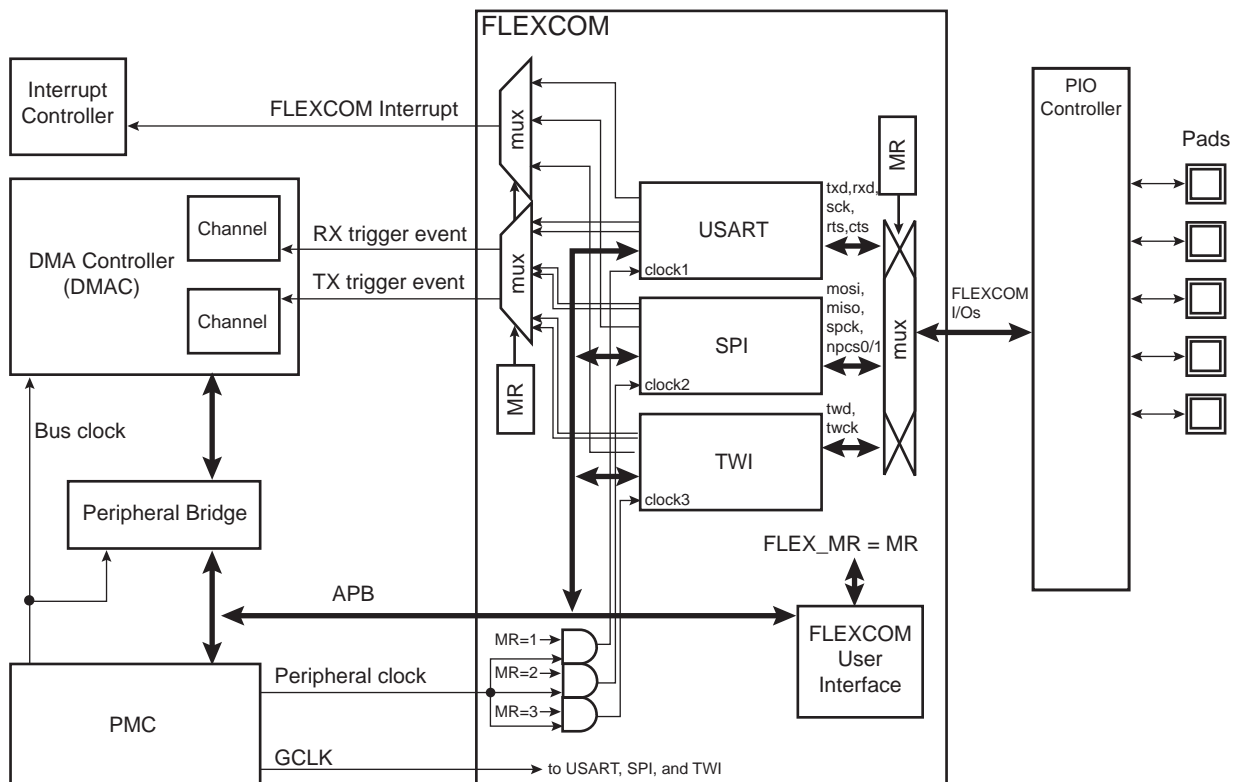 FLEXCOM
Interrupt
Controller
FLEXCOM Interrupt
mux
MR
PIO
Controller
Pads
DMA Controller
(DMAC)
Channel
Channel
RX trigger event
TX trigger event
mux
MR
USART
clock1
txd,rxd,
sck,
rts,cts
SPI
clock2
mosi,
miso,
spck,
npcs0/1
TWI
clock3
twd,
twck
mux
FLEXCOM
I/Os
Bus clock
Peripheral Bridge
APB
FLEX_MR = MR
FLEXCOM
User
Interface
MR=1
MR=2
MR=3
Peripheral clock
PMC
GCLK
to USART, SPI, and TWI